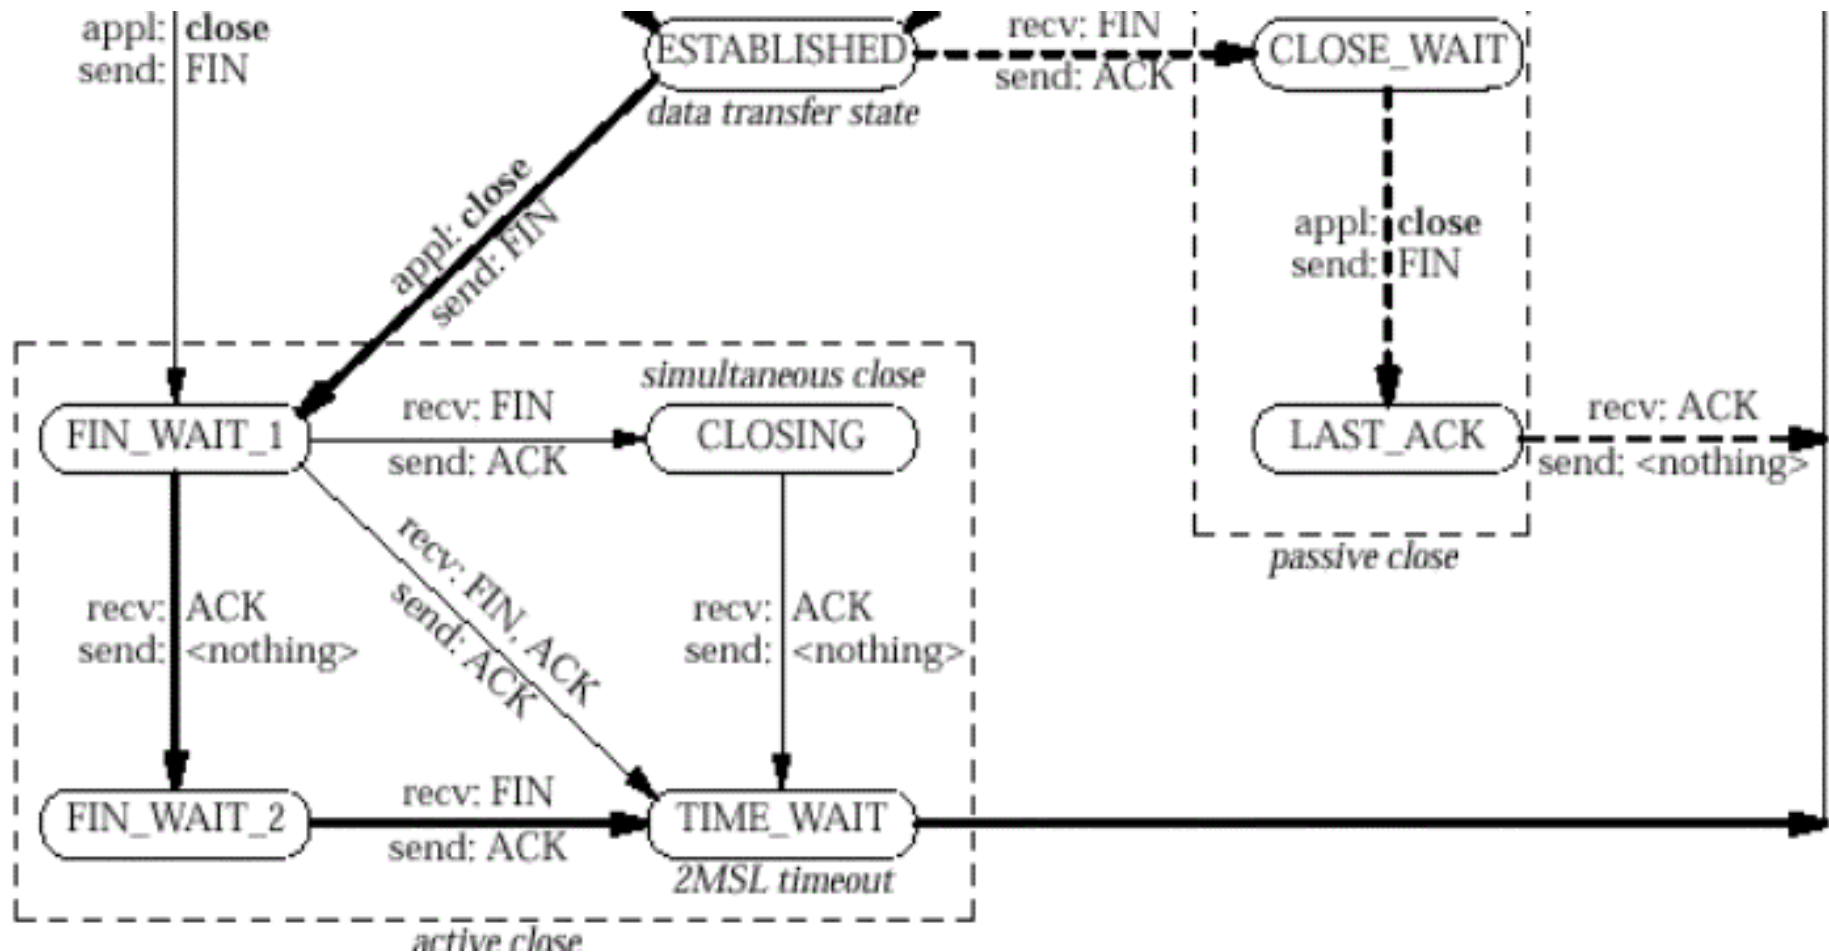 appl: close
send: FIN
ESTABLISHED
data transfer state
recv: FIN
send: ACK
CLOSE_WAIT
appl: close
send: FIN
appl: close
send: FIN
simultaneous close
FIN_WAIT_1
recv: FIN
send: ACK
CLOSING
LAST_ACK
recv: ACK
send: <nothing>
passive close
recv: ACK
send: <nothing>
recv: FIN, ACK
send: ACK
recv: ACK
send: <nothing>
FIN_WAIT_2
recv: FIN
send: ACK
TIME_WAIT
2MSL timeout
active close